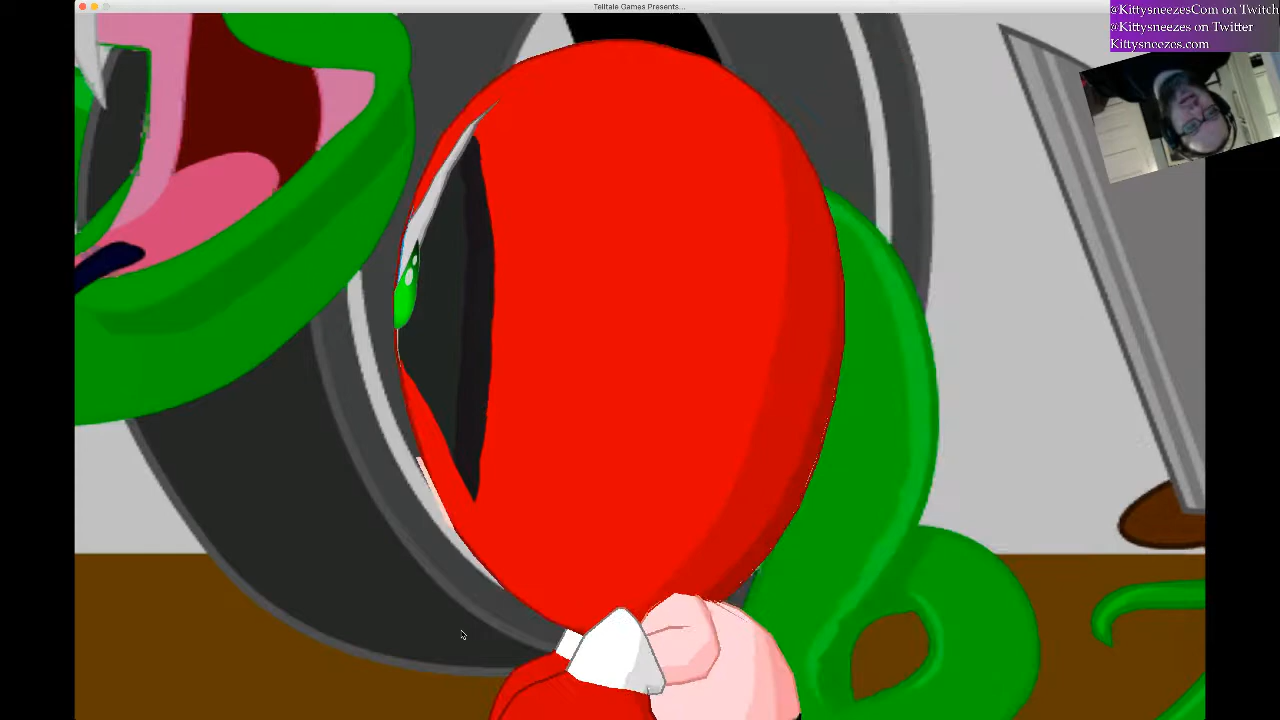 Telltale Games Presents...
@KittysneezesCom on Twitch
@Kittysneezes on Twitter
Kittysneezes.com